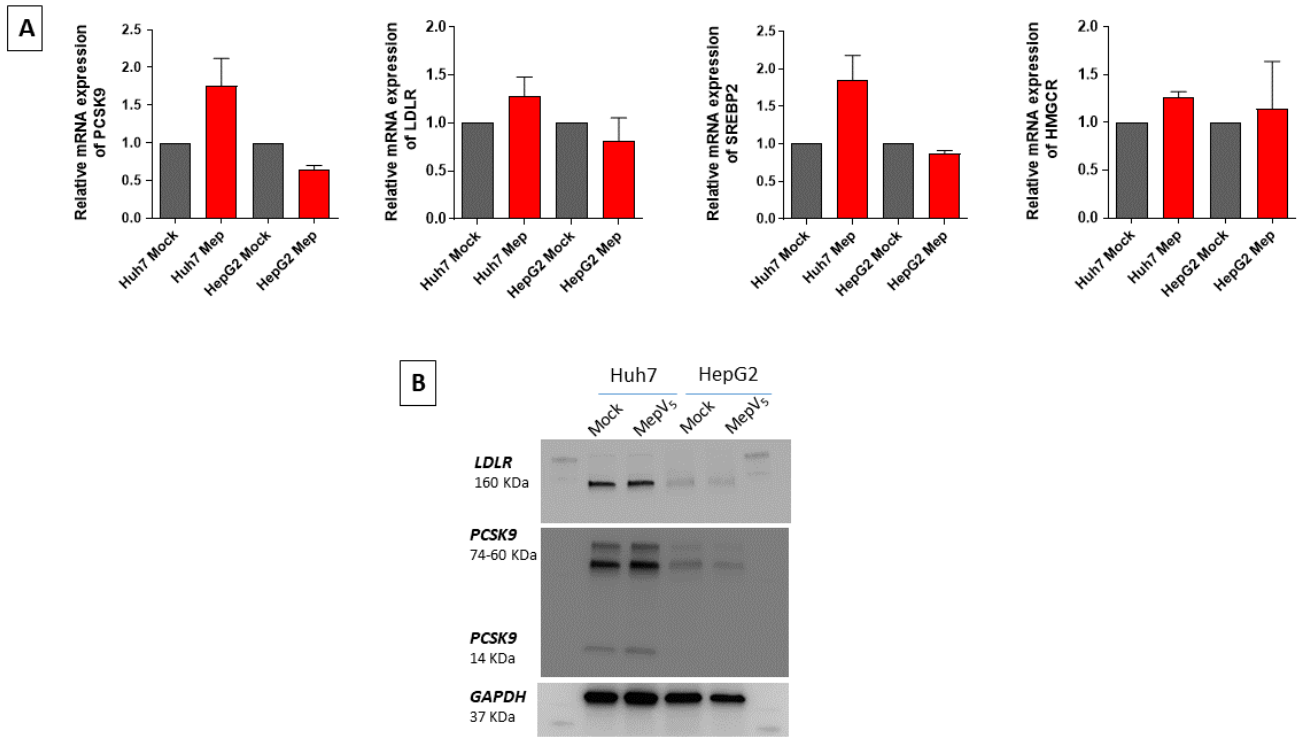 A
Relative mRNA expression
of PCSK9
2.5
2.0
1.5
1.0
0.5
0.0
Huh7 Mock
Huh7 Mep
HepG2 Mock
HepG2 Mep
Relative mRNA expression
of LDLR
2.0
1.5
1.0
0.5
0.0
Huh7 Mock
Huh7 Mep
HepG2 Mock
HepG2 Mep
Relative mRNA expression
of SREBP2
2.5
2.0
1.5
1.0
0.5
0.0
Huh7 Mock
Huh7 Mep
HepG2 Mock
HepG2 Mep
Relative mRNA expression
of HMGCR
2.0
1.5
1.0
0.5
0.0
Huh7 Mock
Huh7 Mep
HepG2 Mock
HepG2 Mep
B
Huh7 HepG2
Mock MepV₅ Mock MepV₅
LDLR
160 KDa
PCSK9
74-60 KDa
PCSK9
14 KDa
GAPDH
37 KDa